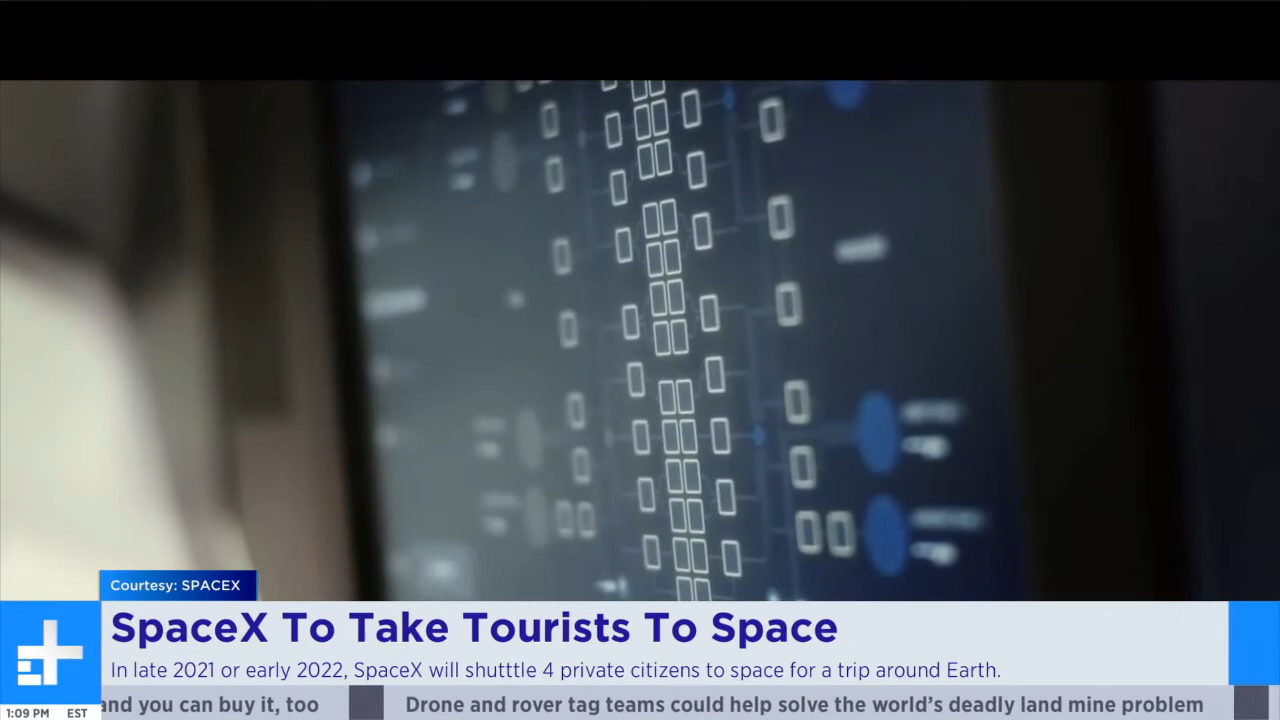 Courtesy: SPACEX
SpaceX To Take Tourists To Space
In late 2021 or early 2022, SpaceX will shutttle 4 private citizens to space for a trip around Earth.
and you can buy it, too
Drone and rover tag teams could help solve the world's deadly land mine problem
1:09 PM EST